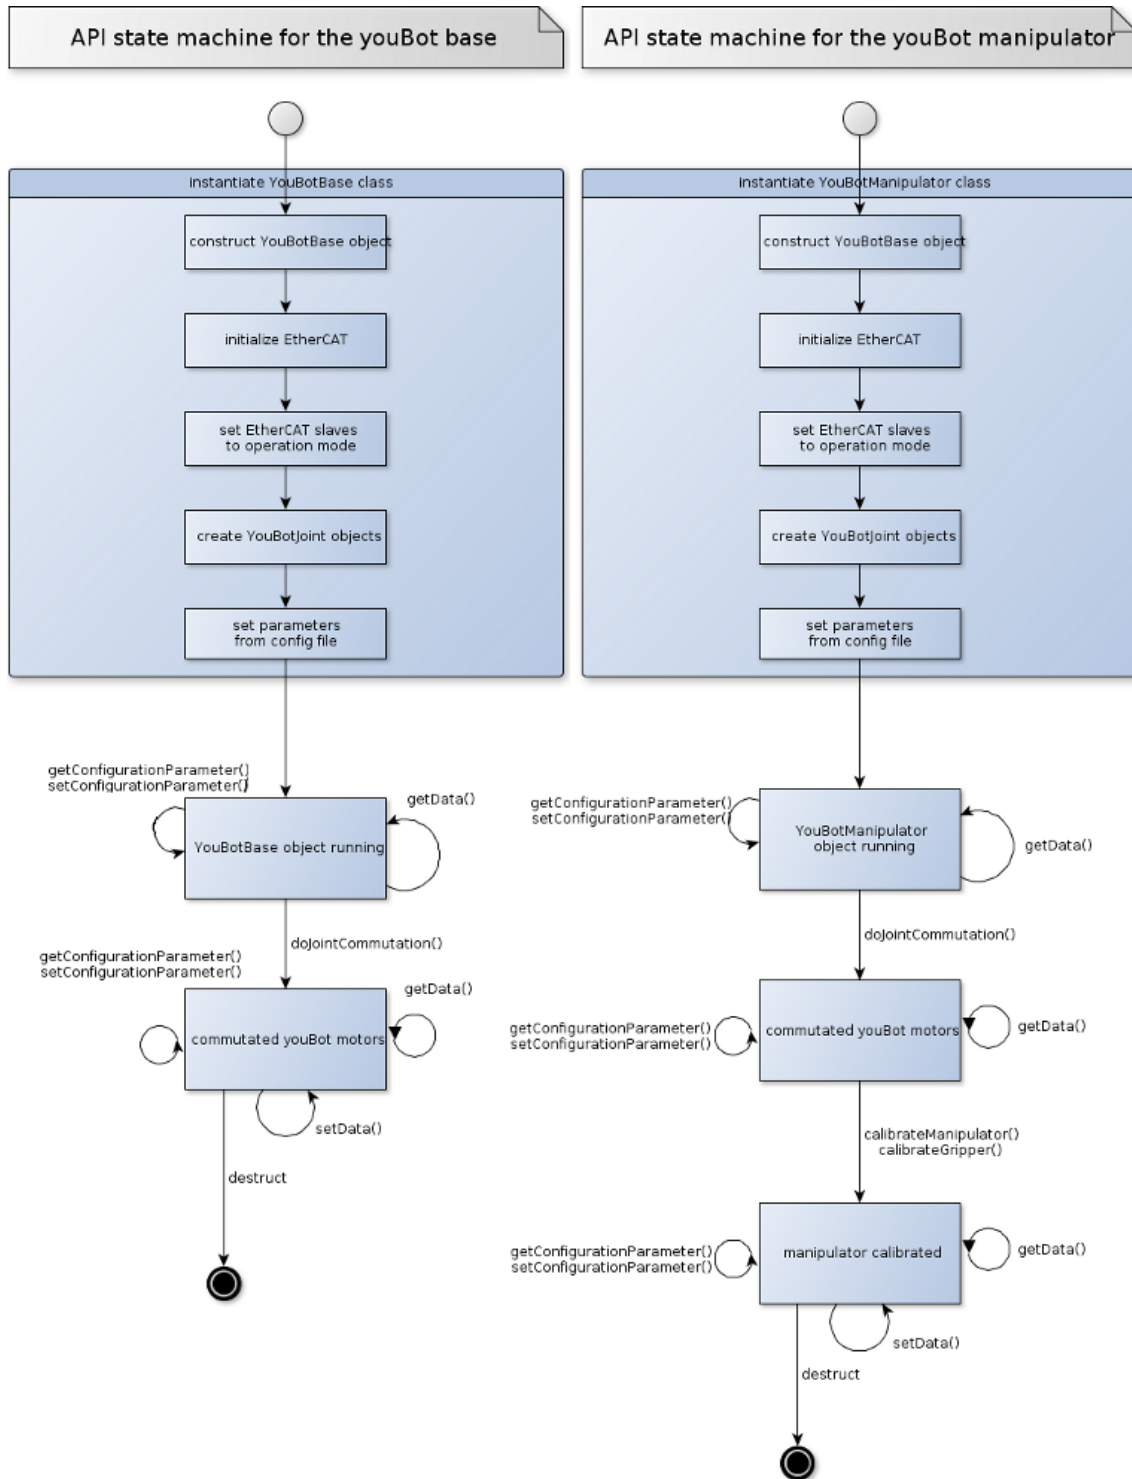 API state machine for the youBot base
instantiate YouBotBase class
construct YouBotBase object
initialize EtherCAT
set EtherCAT slaves
to operation mode
create YouBotJoint objects
set parameters
from config file
getConfigurationParameter()
setConfigurationParameter()
getData()
YouBotBase object running
doJointCommutation()
getConfigurationParameter()
setConfigurationParameter()
getData()
commutated youBot motors
setData()
destruct
API state machine for the youBot manipulator
instantiate YouBotManipulator class
construct YouBotBase object
initialize EtherCAT
set EtherCAT slaves
to operation mode
create YouBotJoint objects
set parameters
from config file
getConfigurationParameter()
setConfigurationParameter()
YouBotManipulator
object running
getData()
doJointCommutation()
getConfigurationParameter()
setConfigurationParameter()
commutated youBot motors
getData()
calibrateManipulator()
calibrateGripper()
getConfigurationParameter()
setConfigurationParameter()
manipulator calibrated
getData()
setData()
destruct